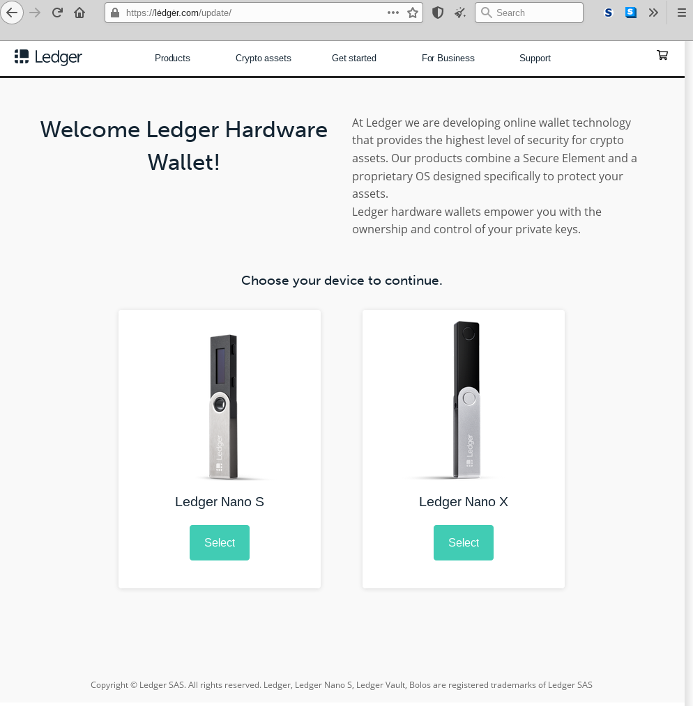 https://lėdger.com/update/
Search
S
S
Ledger
Products
Crypto assets
Get started
For Business
Support
Welcome Ledger Hardware
Wallet!
At Ledger we are developing online wallet technology
that provides the highest level of security for crypto
assets. Our products combine a Secure Element and a
proprietary OS designed specifically to protect your
assets.
Ledger hardware wallets empower you with the
ownership and control of your private keys.
Choose your device to continue.
Ledger
Ledger
Ledger Nano S
Ledger Nano X
Select
Select
Copyright © Ledger SAS. All rights reserved. Ledger, Ledger Nano S, Ledger Vault, Bolos are registered trademarks of Ledger SAS